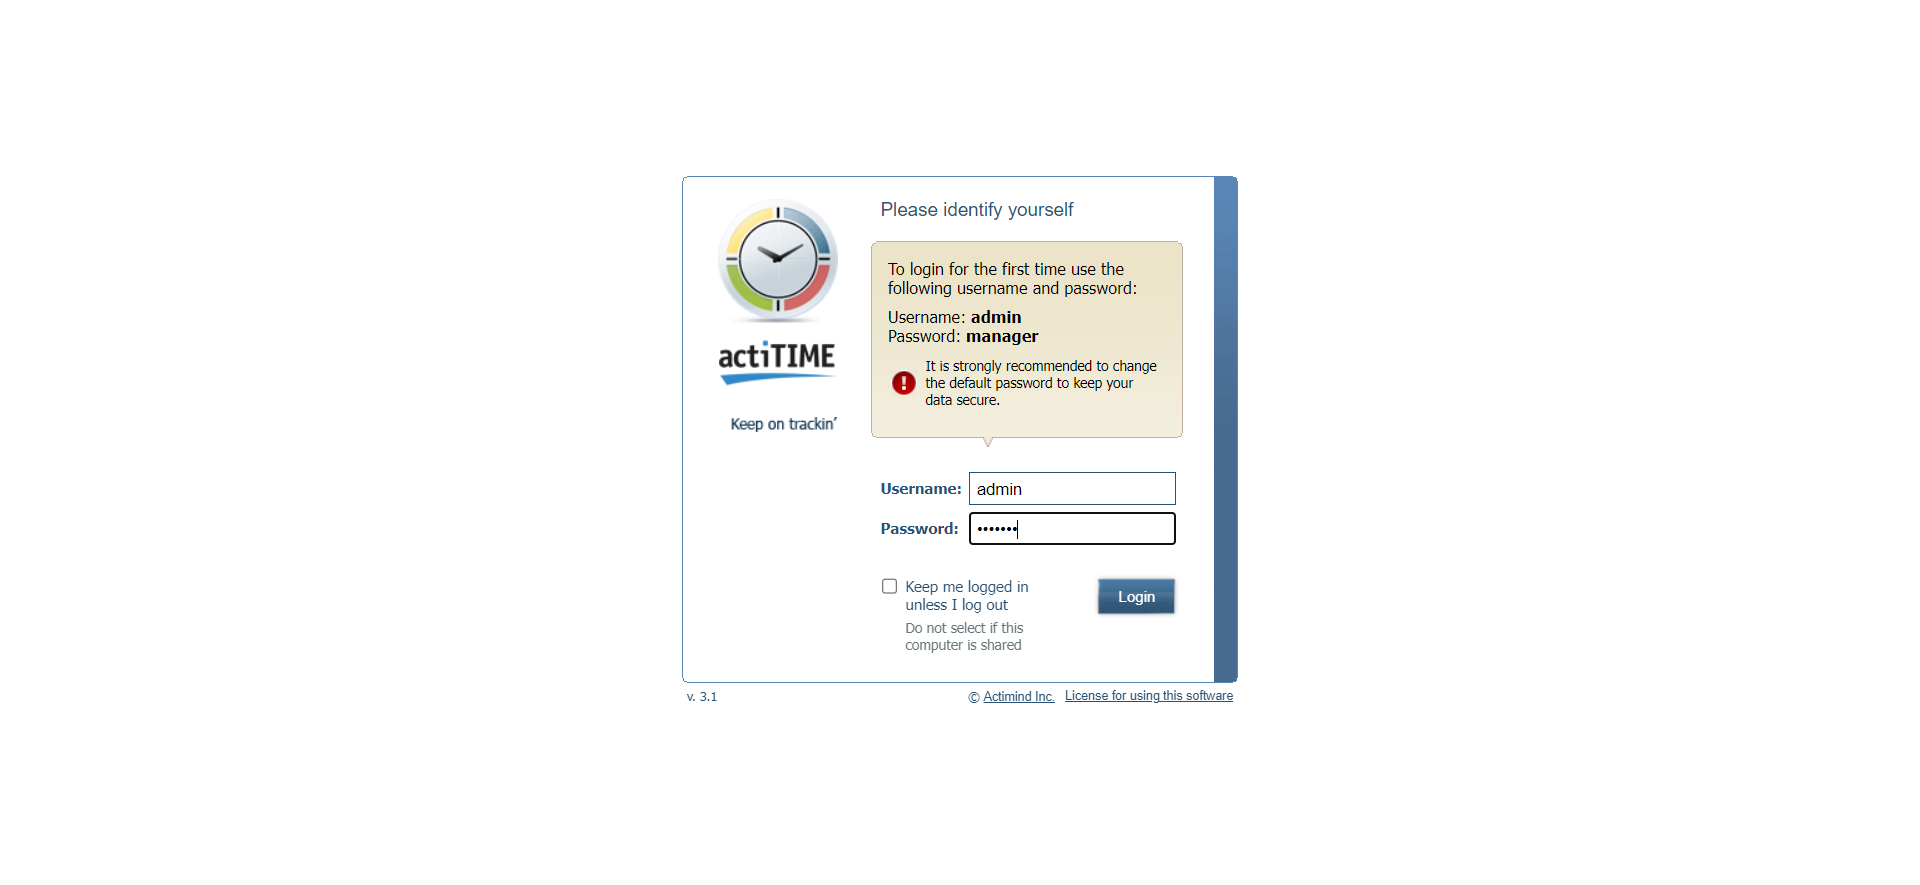 Please identify yourself
To login for the first time use the
following username and password:
Username: admin
Password: manager
It is strongly recommended to change
the default password to keep your
data secure.
actiTIME
Keep on trackin’
Username: admin
Password: •••••••
Keep me logged in
unless I log out
Do not select if this
computer is shared
Login
v. 3.1
© Actimind Inc. License for using this software